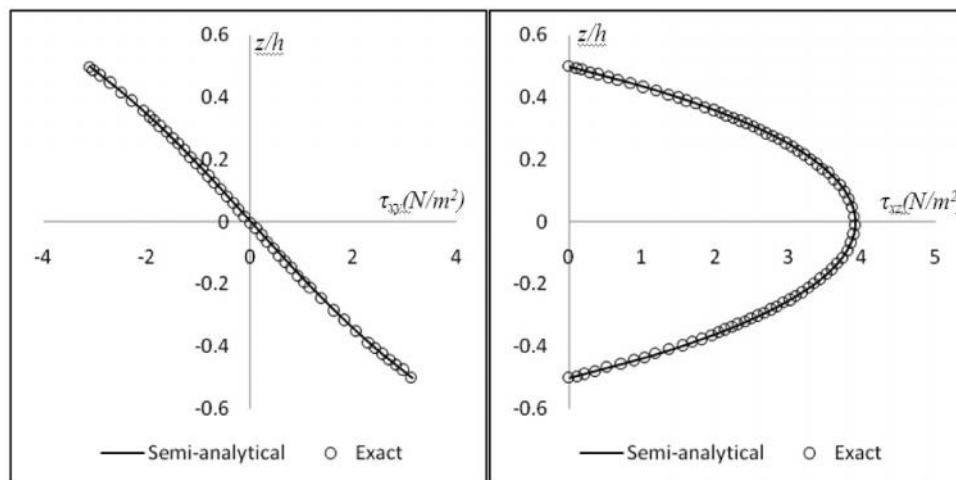 0.6
z/h
0.4
0.2
τxy(N/m²)
0
-4 -2 0 2 4
-0.2
-0.4
-0.6
Semi-analytical Exact
0.6
z/h
0.4
0.2
τxz(N/m²)
0
0 1 2 3 4 5
-0.2
-0.4
-0.6
Semi-analytical Exact